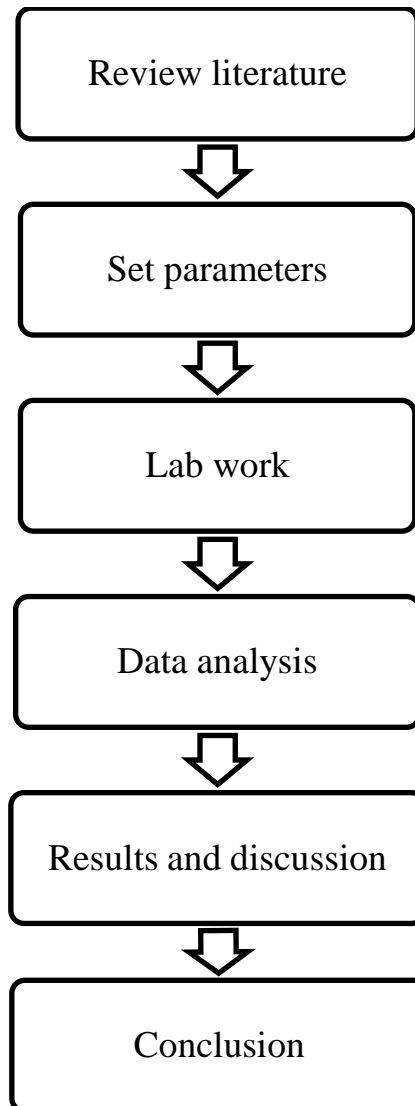 Review literature
Set parameters
Lab work
Data analysis
Results and discussion
Conclusion